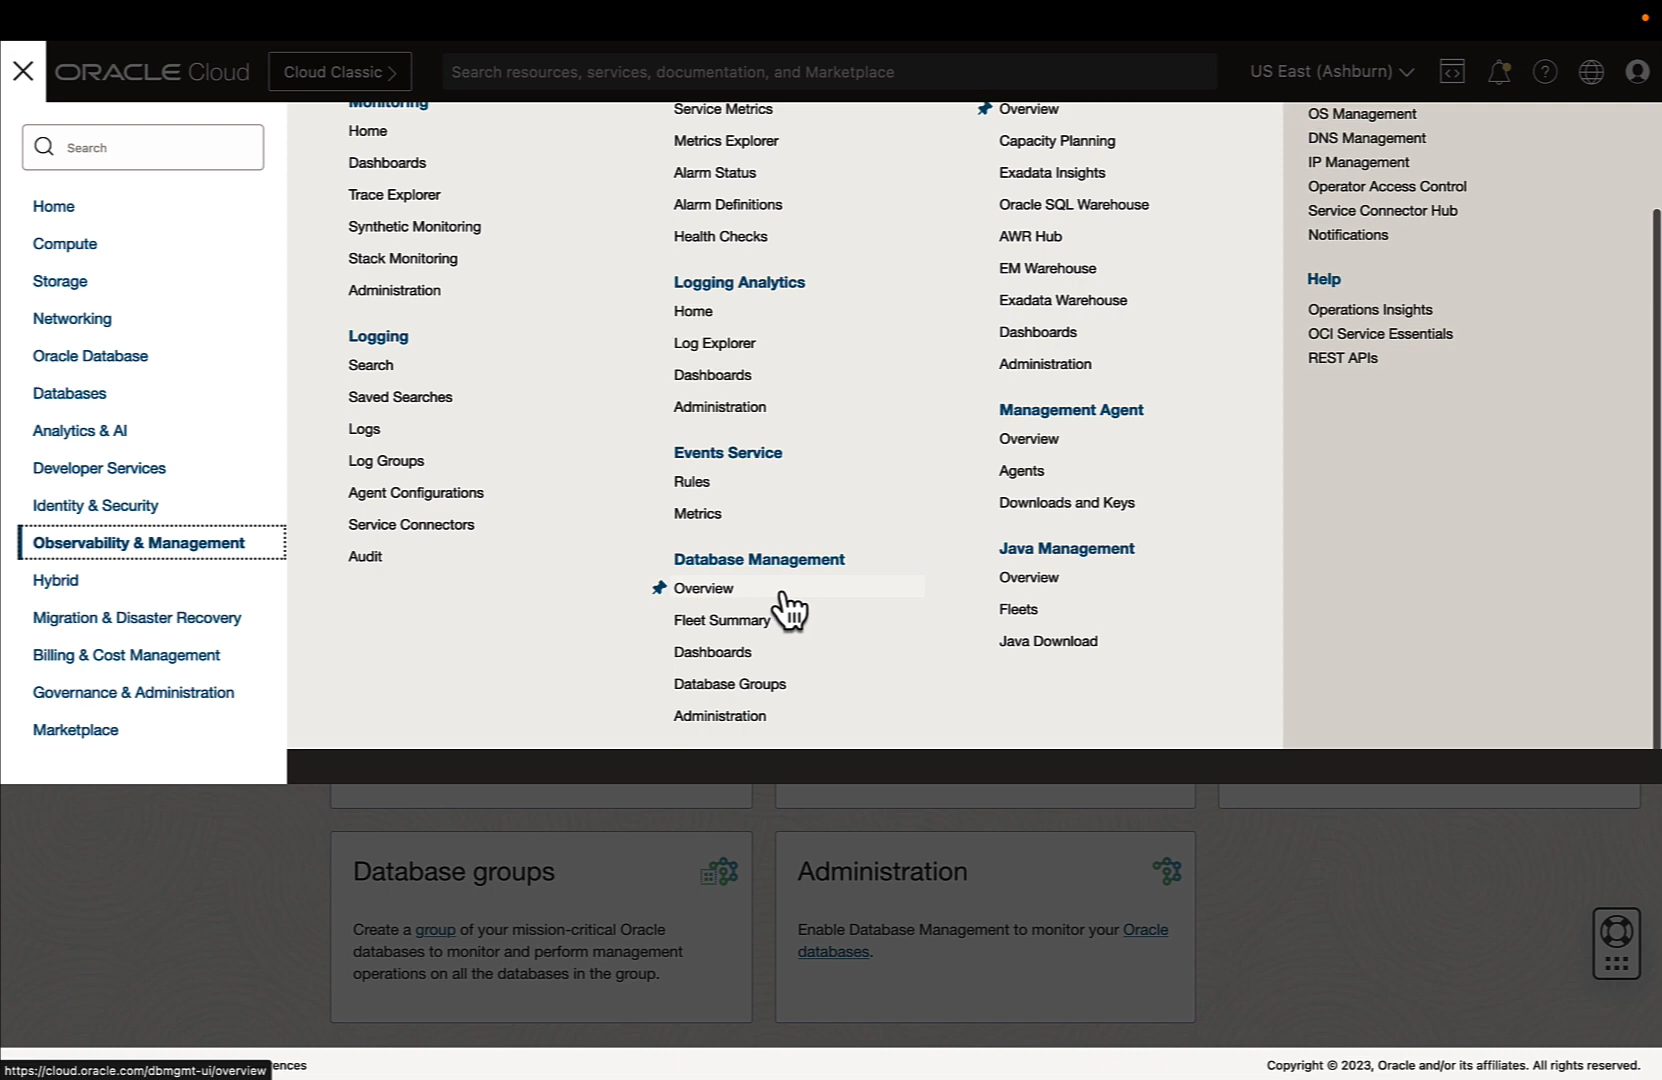 ORACLE Cloud
Cloud Classic
Search resources, services, documentation, and Marketplace
US East (Ashburn)
Search
Home
Compute
Storage
Networking
Oracle Database
Databases
Analytics & AI
Developer Services
Identity & Security
Observability & Management
Hybrid
Migration & Disaster Recovery
Billing & Cost Management
Governance & Administration
Marketplace
Monitoring
Home
Dashboards
Trace Explorer
Synthetic Monitoring
Stack Monitoring
Administration
Logging
Search
Saved Searches
Logs
Log Groups
Agent Configurations
Service Connectors
Audit
Service Metrics
Metrics Explorer
Alarm Status
Alarm Definitions
Health Checks
Logging Analytics
Home
Log Explorer
Dashboards
Administration
Events Service
Rules
Metrics
Database Management
Overview
Fleet Summary
Dashboards
Database Groups
Administration
Overview
Capacity Planning
Exadata Insights
Oracle SQL Warehouse
AWR Hub
EM Warehouse
Exadata Warehouse
Dashboards
Administration
Management Agent
Overview
Agents
Downloads and Keys
Java Management
Overview
Fleets
Java Download
OS Management
DNS Management
IP Management
Operator Access Control
Service Connector Hub
Notifications
Help
Operations Insights
OCI Service Essentials
REST APIs
Database groups
Create a group of your mission-critical Oracle
databases to monitor and perform management
operations on all the databases in the group.
Administration
Enable Database Management to monitor your Oracle
databases.
https://cloud.oracle.com/dbmgmt-ui/overview
ences
Copyright © 2023, Oracle and/or its affiliates. All rights reserved.